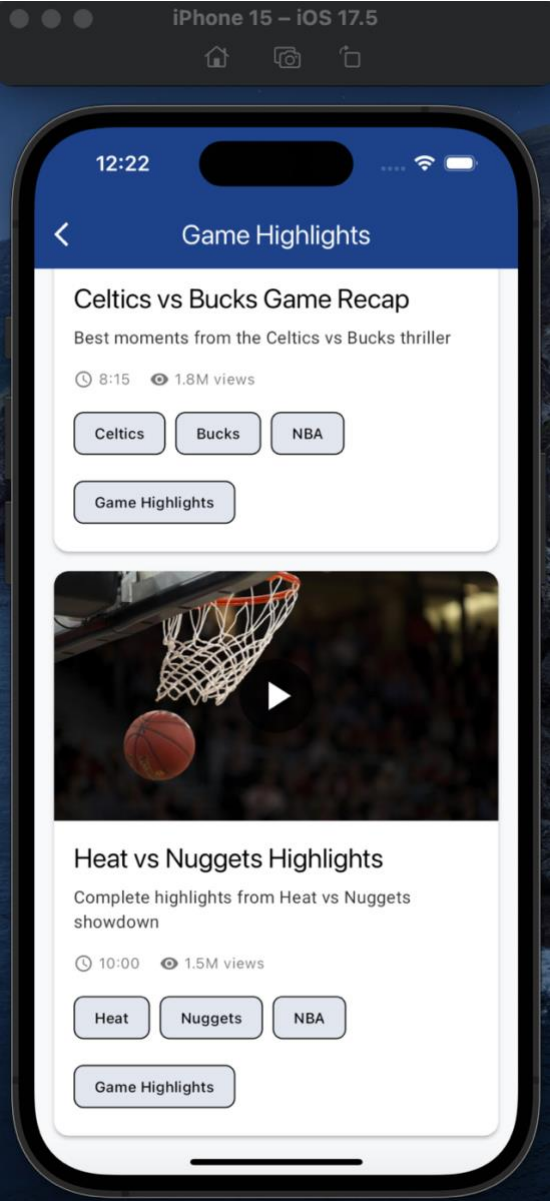 iPhone 15 – iOS 17.5
12:22
Game Highlights
Celtics vs Bucks Game Recap
Best moments from the Celtics vs Bucks thriller
8:15 1.8M views
Celtics Bucks NBA
Game Highlights
Heat vs Nuggets Highlights
Complete highlights from Heat vs Nuggets
showdown
10:00 1.5M views
Heat Nuggets NBA
Game Highlights